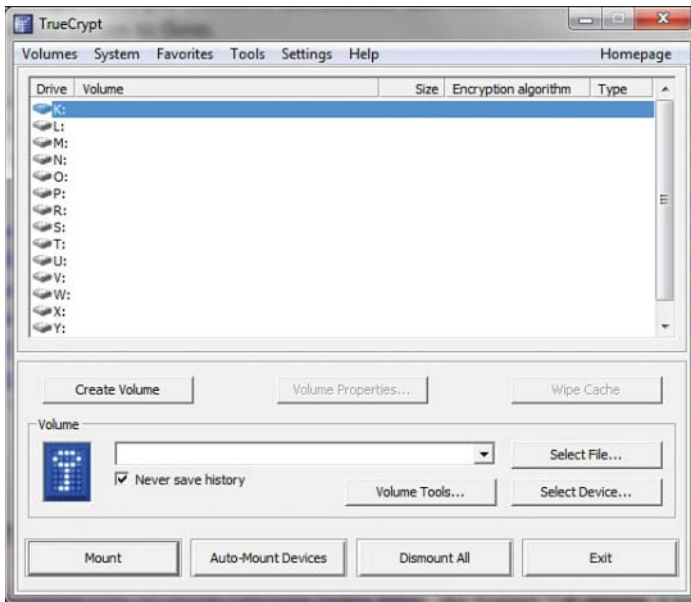 TrueCrypt
Volumes System Favorites Tools Settings Help Homepage
Drive Volume Size Encryption algorithm Type
K:
L:
M:
N:
O:
P:
R:
S:
T:
U:
V:
W:
X:
Y:
Create Volume Volume Properties... Wipe Cache
Volume
Select File...
Never save history
Volume Tools... Select Device...
Mount Auto-Mount Devices Dismount All Exit